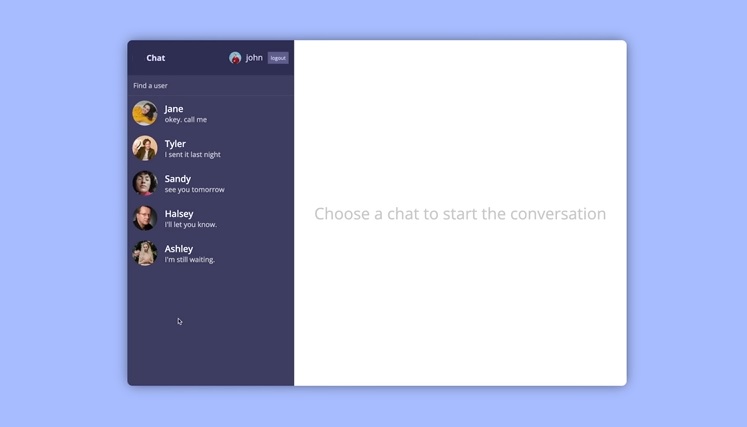 Chat john logout
Find a user
Jane
okey. call me
Tyler
I sent it last night
Sandy
see you tomorrow
Halsey
I'll let you know.
Ashley
I'm still waiting.
Choose a chat to start the conversation